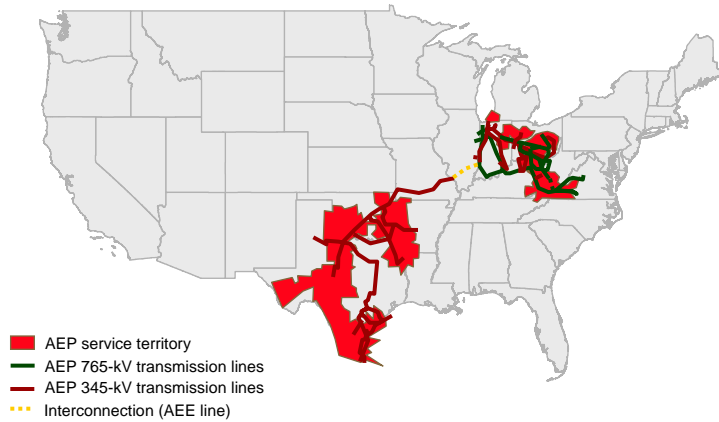 AEP service territory
AEP 765-kV transmission lines
AEP 345-kV transmission lines
Interconnection (AEE line)